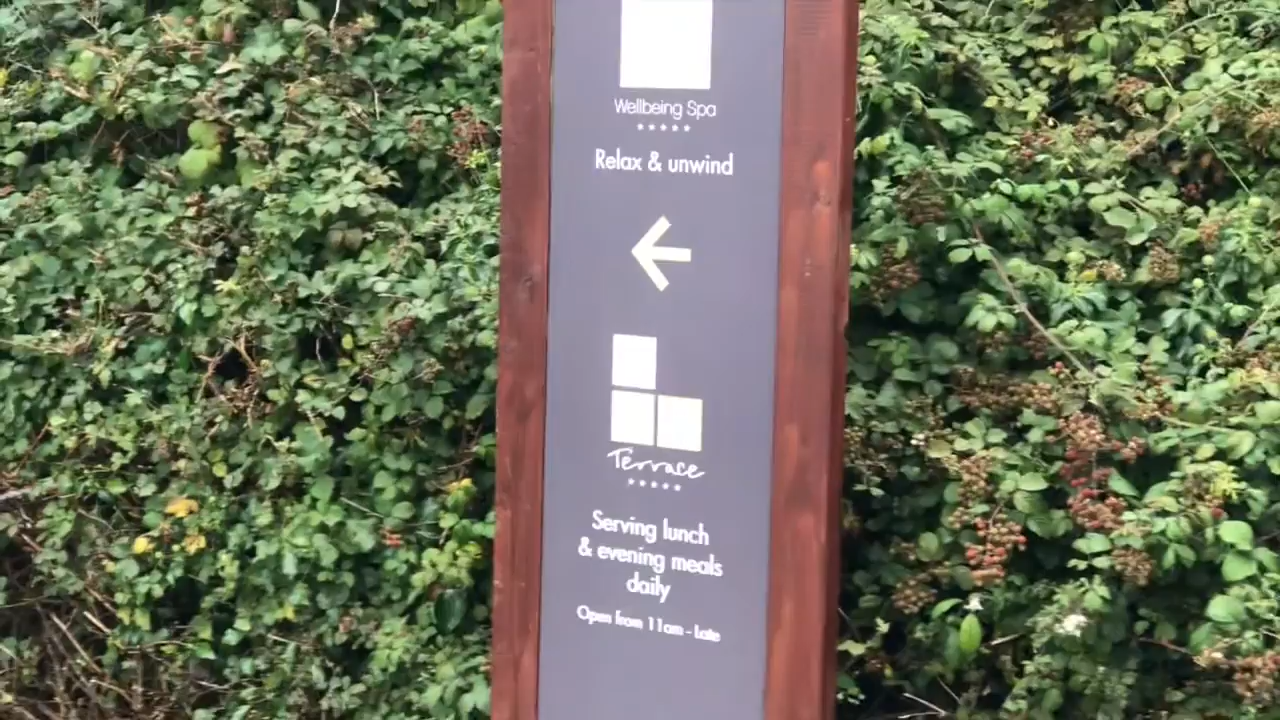 Wellbeing Spa
Relax & unwind
Terrace
Serving lunch
& evening meals
daily
Open from 11am - Late